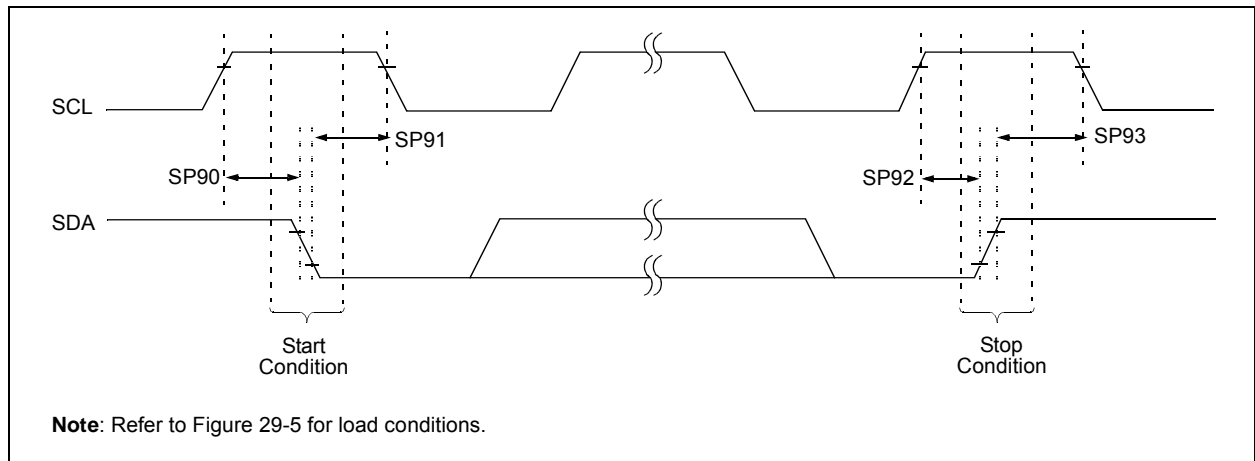 SCL
SP91
SP93
SP90
SP92
SDA
Start
Condition
Stop
Condition
Note: Refer to Figure 29-5 for load conditions.